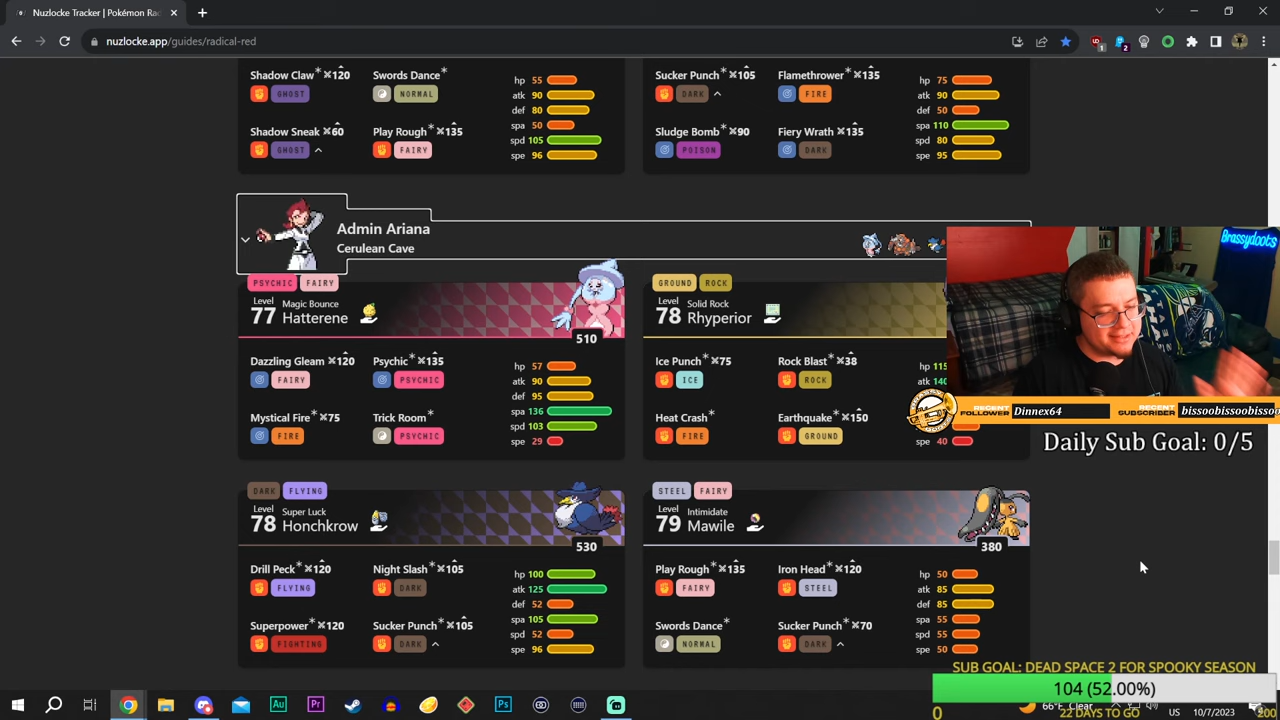 Nuzlocke Tracker | Pokémon Rad
nuzlocke.app/guides/radical-red
Shadow Claw* ×120
GHOST
Swords Dance*
NORMAL
Shadow Sneak ×60
GHOST
Play Rough* ×135
FAIRY
hp 55
atk 90
def 80
spa 50
spd 105
spe 96
Sucker Punch* ×105
DARK
Flamethrower* ×135
FIRE
Sludge Bomb* ×90
POISON
Fiery Wrath* ×135
DARK
hp 75
atk 90
def 50
spa 110
spd 80
spe 95
Admin Ariana
Cerulean Cave
PSYCHIC FAIRY
Level 77
Magic Bounce
Hatterene
510
Dazzling Gleam ×120
FAIRY
Psychic* ×135
PSYCHIC
Mystical Fire* ×75
FIRE
Trick Room*
PSYCHIC
hp 57
atk 90
def 95
spa 136
spd 103
spe 29
GROUND ROCK
Level 78
Solid Rock
Rhyperior
Ice Punch* ×75
ICE
Rock Blast* ×38
ROCK
Heat Crash*
FIRE
Earthquake* ×150
GROUND
hp 115
atk 140
spe 40
DARK FLYING
Level 78
Super Luck
Honchkrow
530
Drill Peck* ×120
FLYING
Night Slash* ×105
DARK
Superpower* ×120
FIGHTING
Sucker Punch* ×105
DARK
hp 100
atk 125
def 52
spa 105
spd 52
spe 96
STEEL FAIRY
Level 79
Intimidate
Mawile
380
Play Rough* ×135
FAIRY
Iron Head* ×120
STEEL
Swords Dance*
NORMAL
Sucker Punch* ×70
DARK
hp 50
atk 85
def 85
spa 55
spd 55
spe 50
Brassydoots
RECENT FOLLOWER Dinnex64
RECENT SUBSCRIBER bissoobissoobisso
Daily Sub Goal: 0/5
SUB GOAL: DEAD SPACE 2 FOR SPOOKY SEASON
104 (52.00%)
0 22 DAYS TO GO 200
66°F Clear
US
10/7/2023